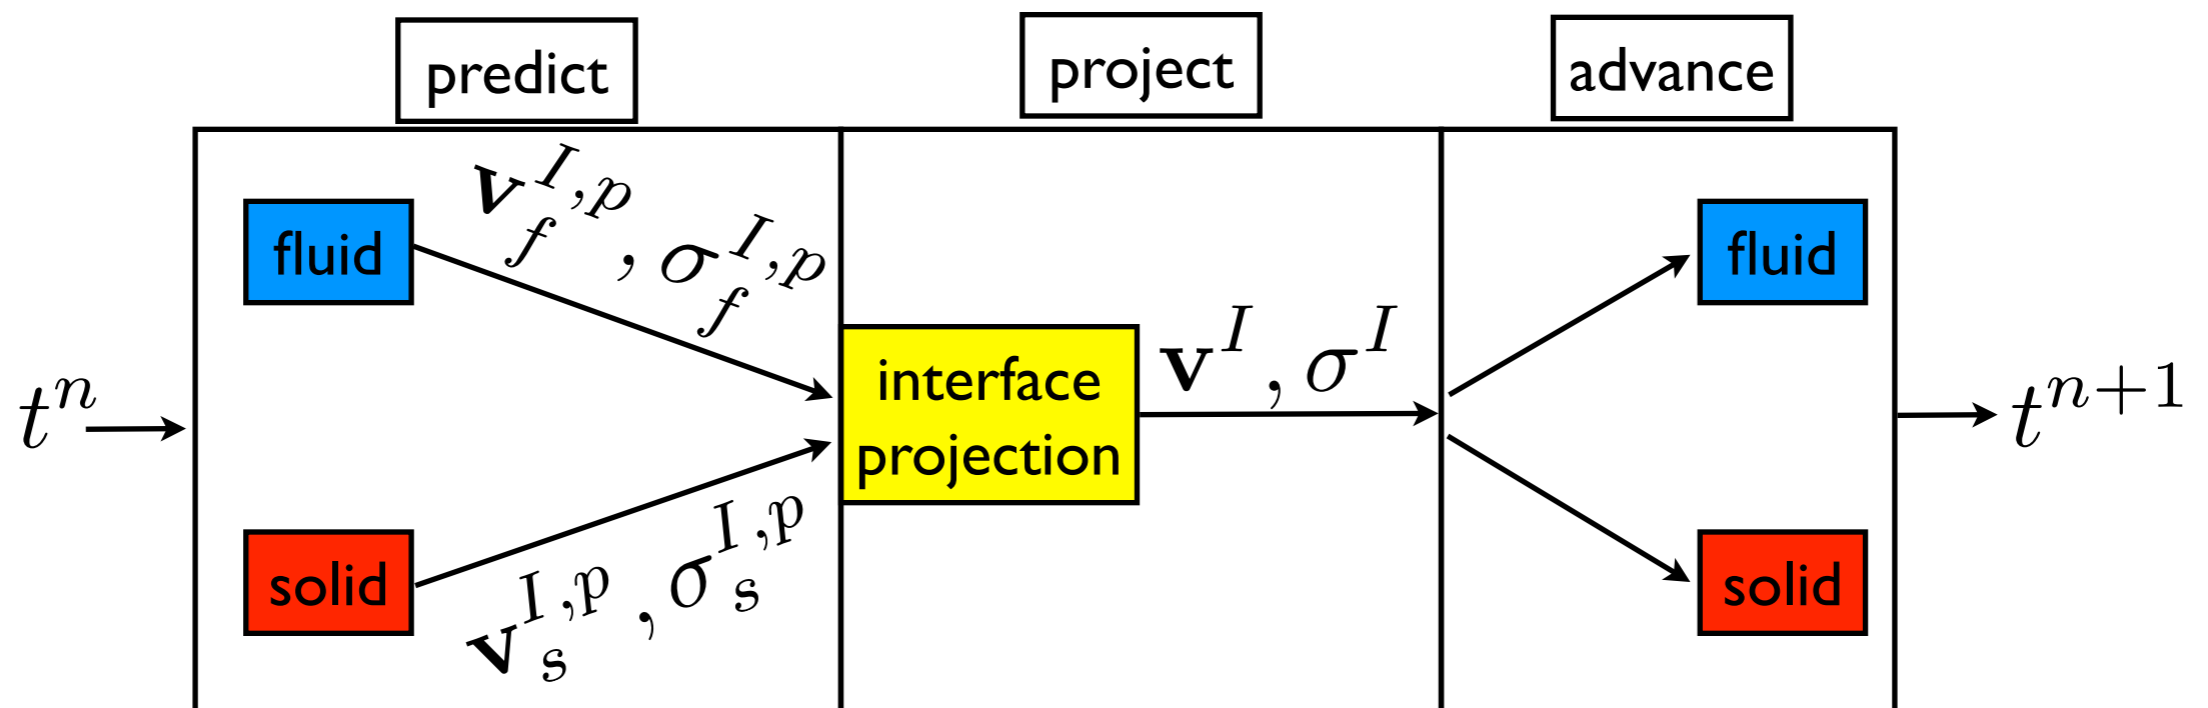 predict
project
advance
fluid
𝐯_f^{I,p}, σ_f^{I,p}
fluid
interface
projection
𝐯^I, σ^I
t^n
t^{n+1}
solid
𝐯_s^{I,p}, σ_s^{I,p}
solid